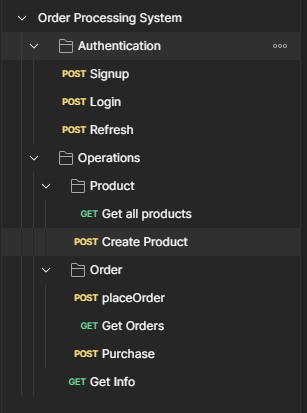 Order Processing System
Authentication
POST Signup
POST Login
POST Refresh
Operations
Product
GET Get all products
POST Create Product
Order
POST placeOrder
GET Get Orders
POST Purchase
GET Get Info